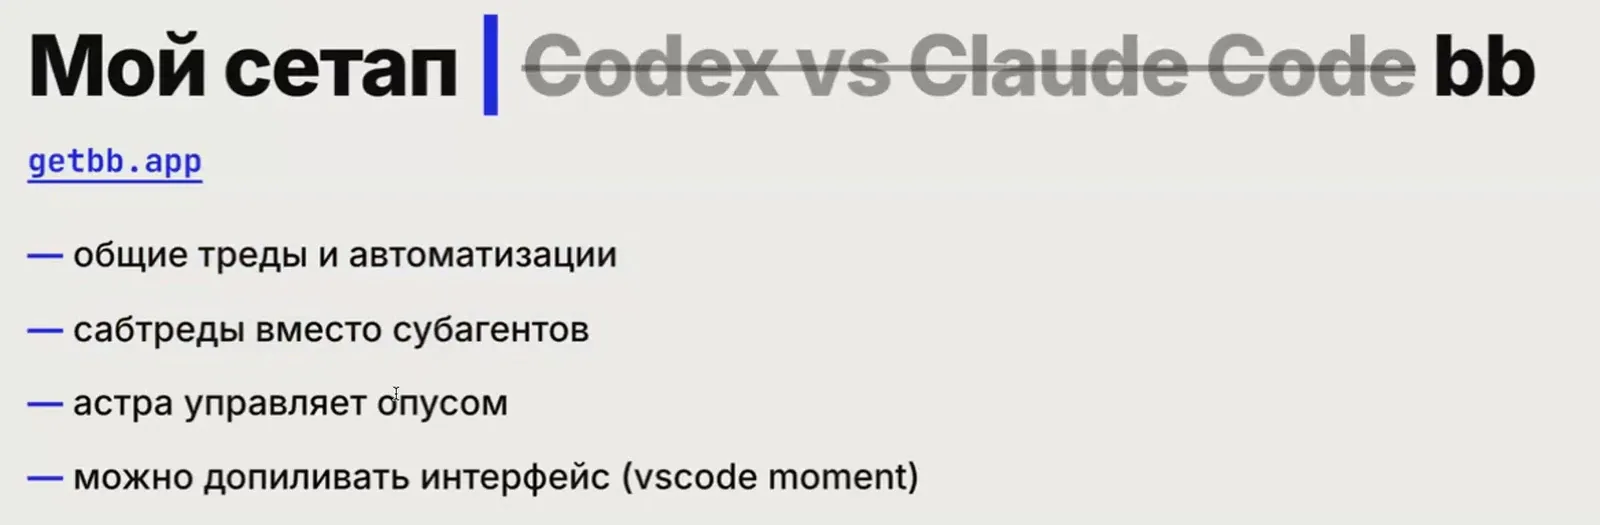 Мой сетап | Codex vs Claude Code bb
getbb.app
— общие треды и автоматизации
— сабтреды вместо субагентов
— астра управляет опусом
— можно допиливать интерфейс (vscode moment)